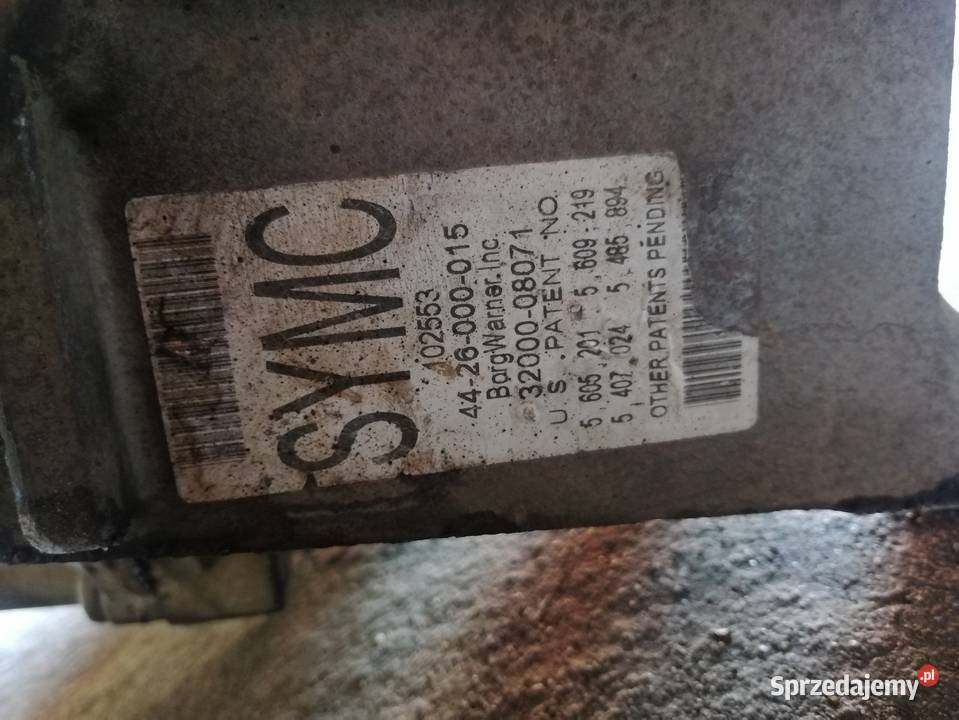 SYMC
102553
44-26-000-015
BorgWarner.Inc
32000-08071
U S .PATENT NO.
5 605 201 5,609 219
5,407,024 5,485 894
OTHER PATENTS PENDING
Sprzedajemy.pl